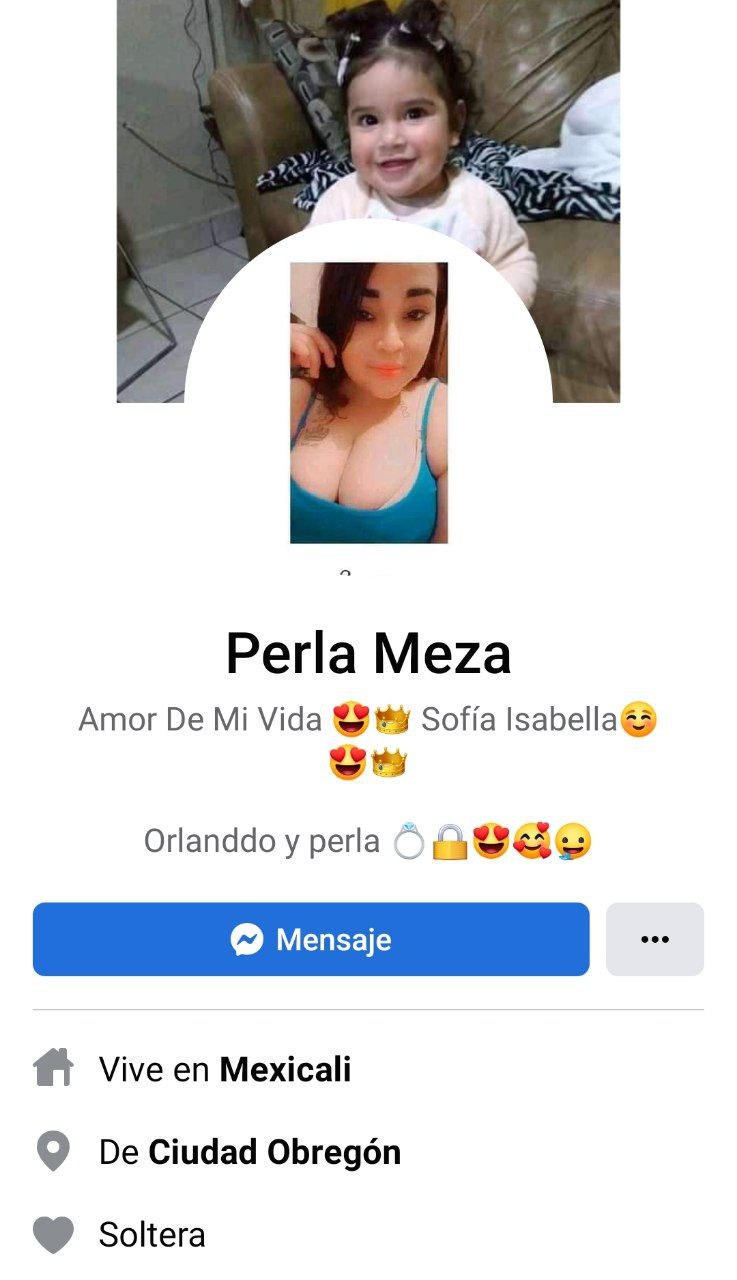 Perla Meza
Amor De Mi Vida 😍👑 Sofía Isabella☺️
😍👑
Orlanddo y perla 💍🔒😍🥰🤤
Mensaje
Vive en Mexicali
De Ciudad Obregón
Soltera